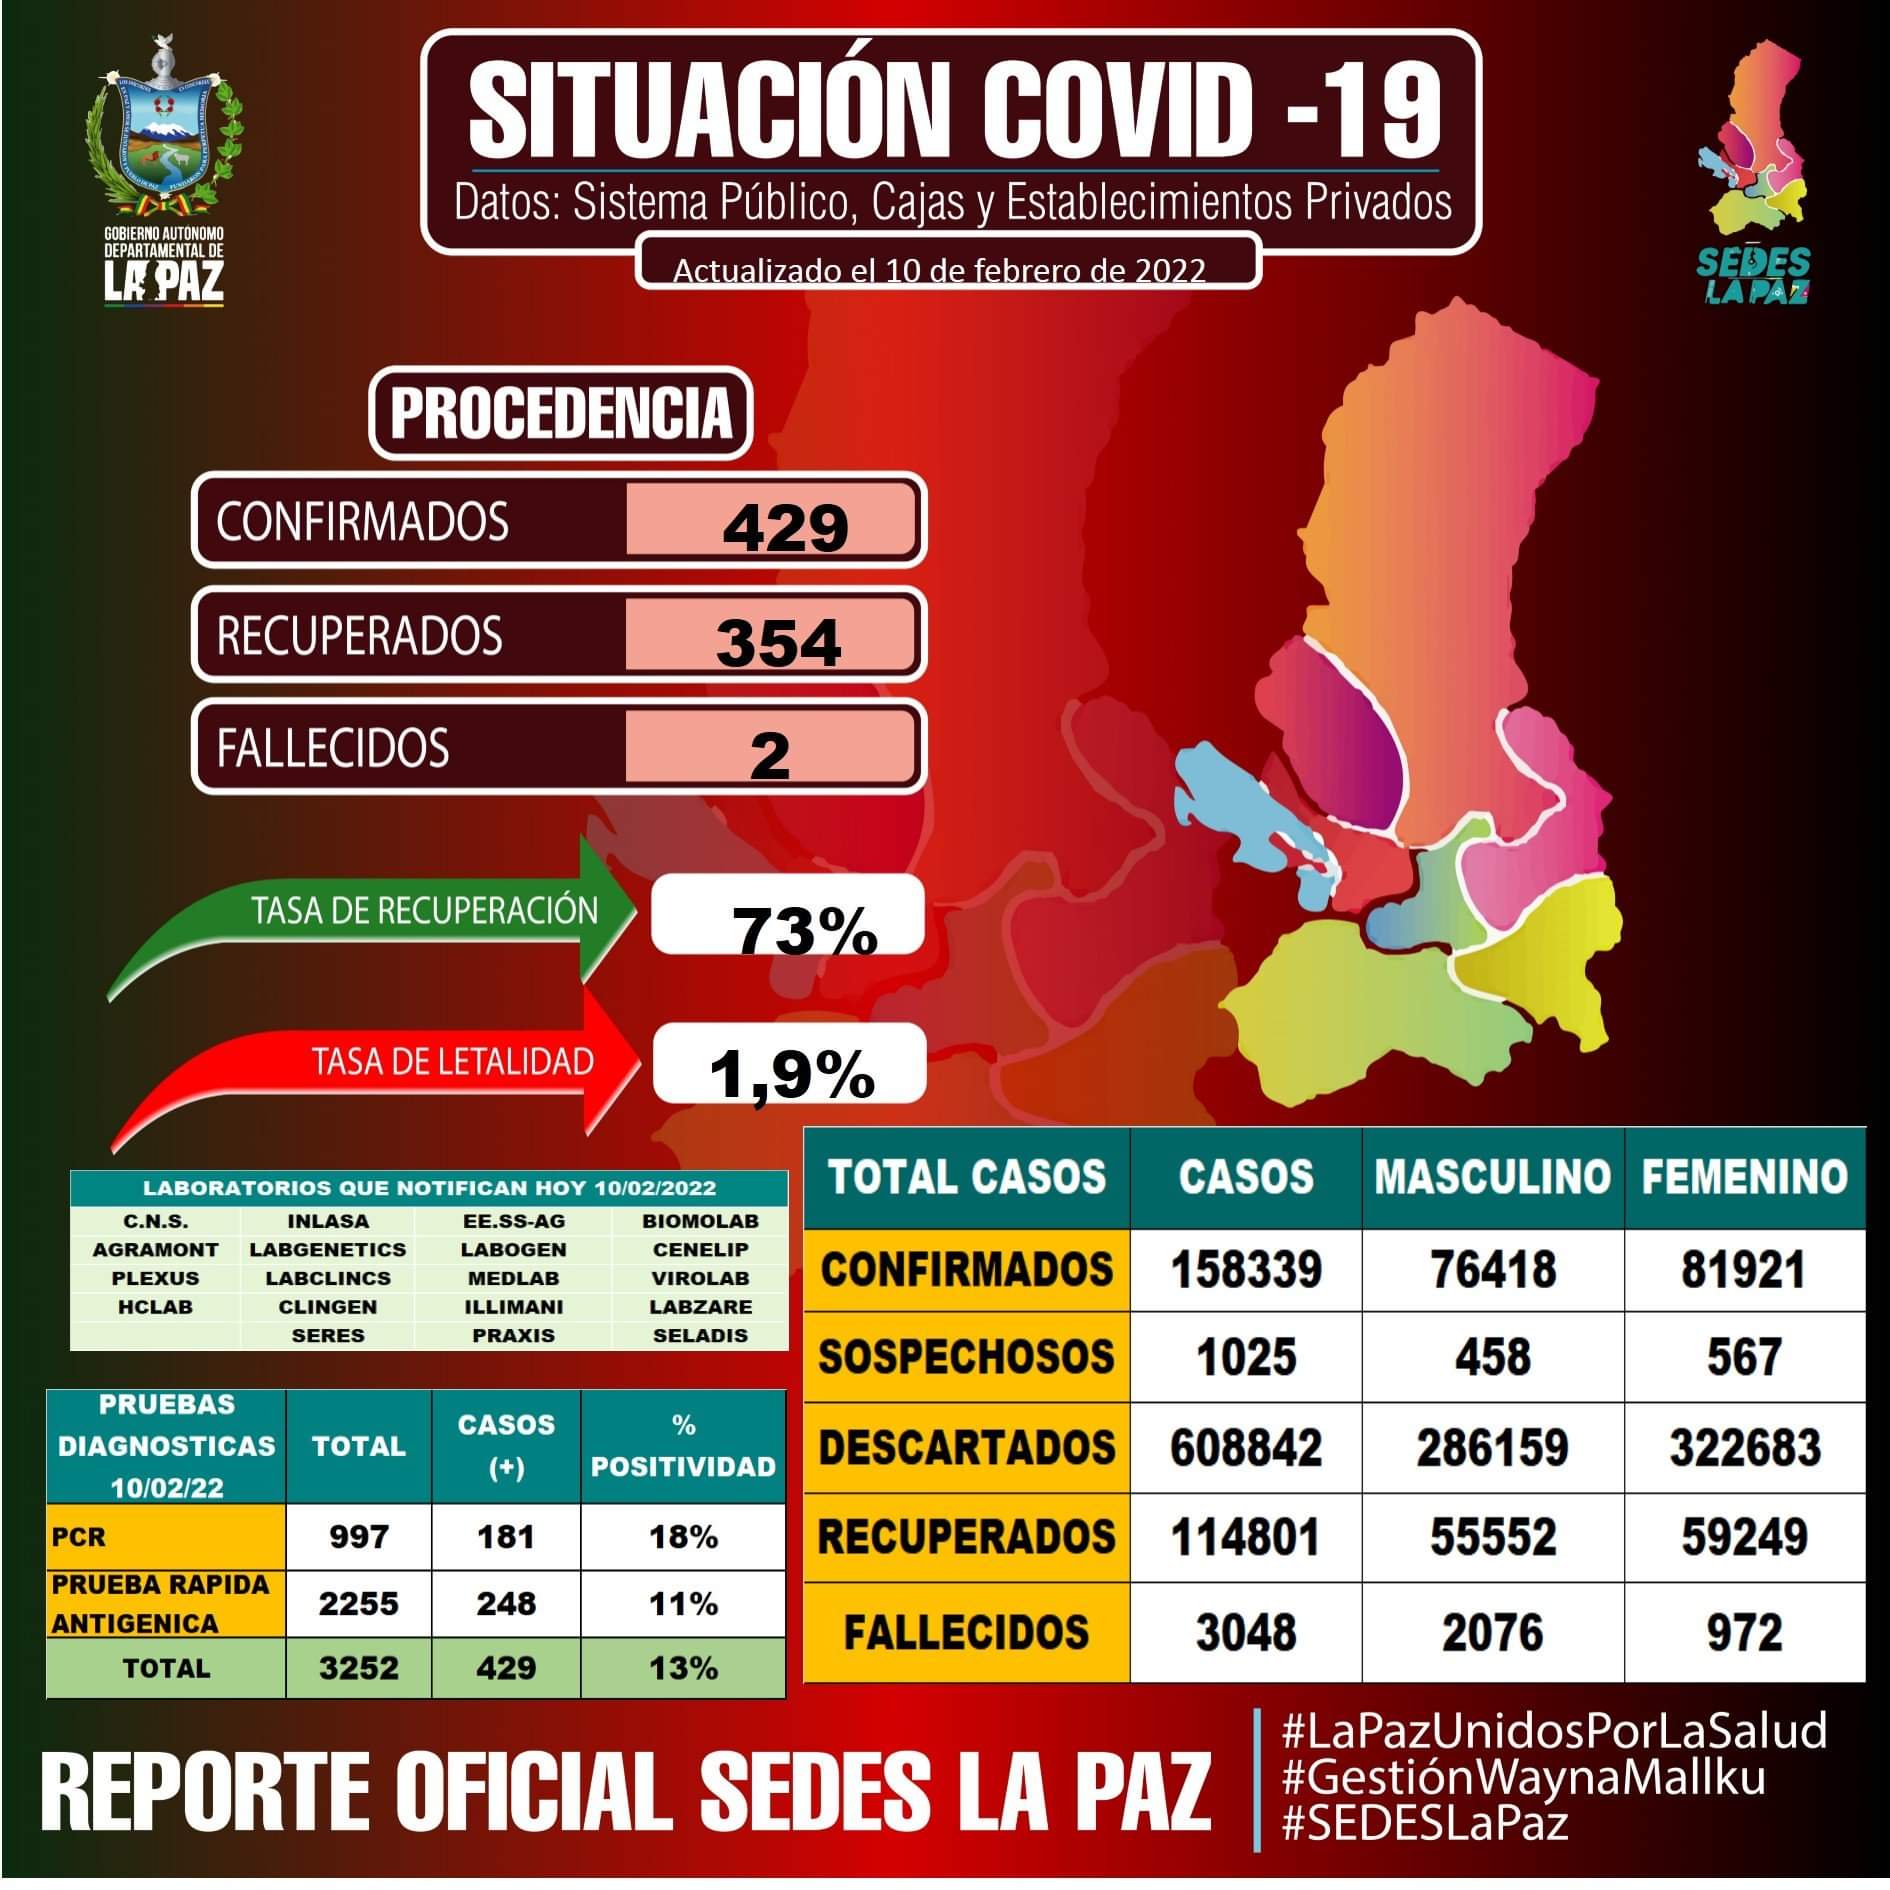 SITUACIÓN COVID -19
Datos: Sistema Público, Cajas y Establecimientos Privados
Actualizado el 10 de febrero de 2022
GOBIERNO AUTÓNOMO
DEPARTAMENTAL DE
LA PAZ
SEDES
LA PAZ
PROCEDENCIA
CONFIRMADOS 429
RECUPERADOS 354
FALLECIDOS 2
TASA DE RECUPERACIÓN 73%
TASA DE LETALIDAD 1,9%
LABORATORIOS QUE NOTIFICAN HOY 10/02/2022
C.N.S. INLASA EE.SS-AG BIOMOLAB
AGRAMONT LABGENETICS LABOGEN CENELIP
PLEXUS LABCLINCS MEDLAB VIROLAB
HCLAB CLINGEN ILLIMANI LABZARE
SERES PRAXIS SELADIS
PRUEBAS
DIAGNOSTICAS
10/02/22
TOTAL
CASOS
(+)
%
POSITIVIDAD
PCR 997 181 18%
PRUEBA RAPIDA
ANTIGENICA 2255 248 11%
TOTAL 3252 429 13%
TOTAL CASOS CASOS MASCULINO FEMENINO
CONFIRMADOS 158339 76418 81921
SOSPECHOSOS 1025 458 567
DESCARTADOS 608842 286159 322683
RECUPERADOS 114801 55552 59249
FALLECIDOS 3048 2076 972
REPORTE OFICIAL SEDES LA PAZ
#LaPazUnidosPorLaSalud
#GestiónWaynaMallku
#SEDESLaPaz